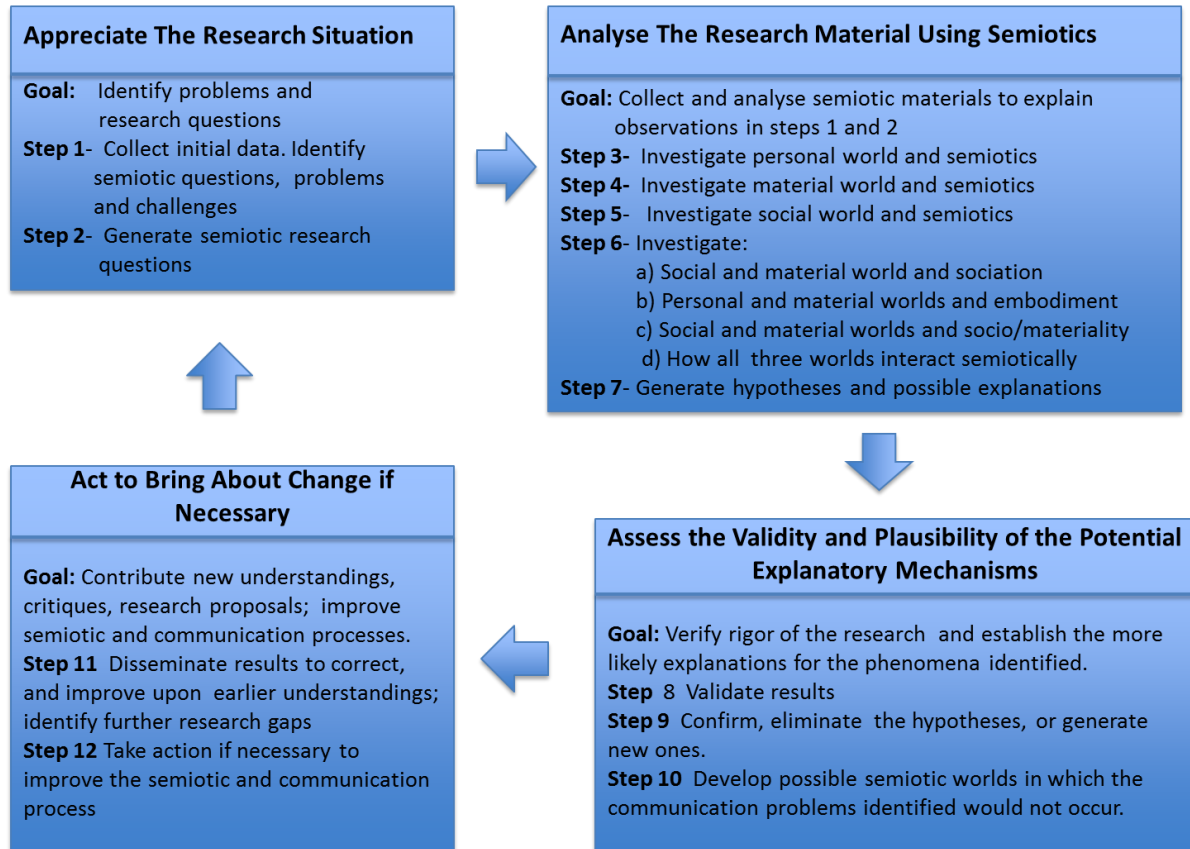 Appreciate The Research Situation
Goal: Identify problems and
research questions
Step 1- Collect initial data. Identify
semiotic questions, problems
and challenges
Step 2- Generate semiotic research
questions
Analyse The Research Material Using Semiotics
Goal: Collect and analyse semiotic materials to explain
observations in steps 1 and 2
Step 3- Investigate personal world and semiotics
Step 4- Investigate material world and semiotics
Step 5- Investigate social world and semiotics
Step 6- Investigate:
a) Social and material world and sociation
b) Personal and material worlds and embodiment
c) Social and material worlds and socio/materiality
d) How all three worlds interact semiotically
Step 7- Generate hypotheses and possible explanations
Assess the Validity and Plausibility of the Potential
Explanatory Mechanisms
Goal: Verify rigor of the research and establish the more
likely explanations for the phenomena identified.
Step 8 Validate results
Step 9 Confirm, eliminate the hypotheses, or generate
new ones.
Step 10 Develop possible semiotic worlds in which the
communication problems identified would not occur.
Act to Bring About Change if
Necessary
Goal: Contribute new understandings,
critiques, research proposals; improve
semiotic and communication processes.
Step 11 Disseminate results to correct,
and improve upon earlier understandings;
identify further research gaps
Step 12 Take action if necessary to
improve the semiotic and communication
process